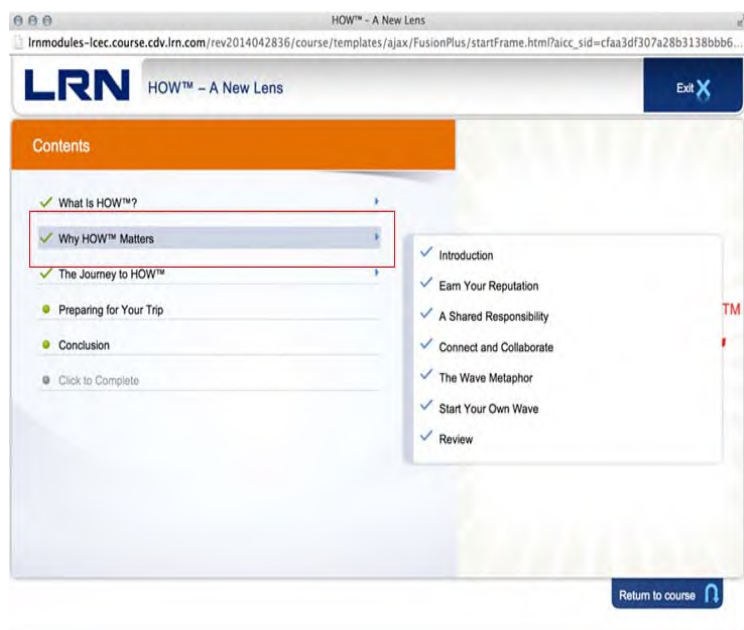 HOW™ – A New Lens
lrnmodules-lcec.course.cdv.lrn.com/rev2014042836/course/templates/ajax/FusionPlus/startFrame.html?aicc_sid=cfaa3df307a28b3138bbb6...
LRN HOW™ – A New Lens
Exit
Contents
What Is HOW™?
Why HOW™ Matters
The Journey to HOW™
Preparing for Your Trip
Conclusion
Click to Complete
Introduction
Earn Your Reputation
A Shared Responsibility
Connect and Collaborate
The Wave Metaphor
Start Your Own Wave
Review
TM
Return to course